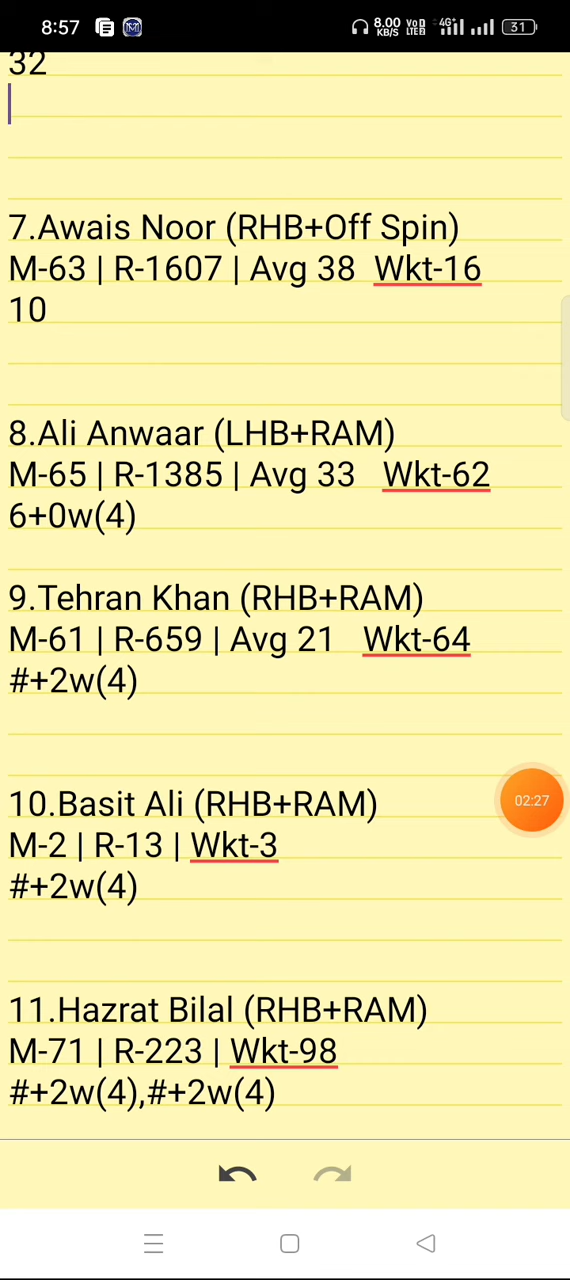 8:57 8.00 KB/S Vo LTE2 4G+ 31
32
7.Awais Noor (RHB+Off Spin)
M-63 | R-1607 | Avg 38 Wkt-16
10
8.Ali Anwaar (LHB+RAM)
M-65 | R-1385 | Avg 33 Wkt-62
6+0w(4)
9.Tehran Khan (RHB+RAM)
M-61 | R-659 | Avg 21 Wkt-64
#+2w(4)
02:27
10.Basit Ali (RHB+RAM)
M-2 | R-13 | Wkt-3
#+2w(4)
11.Hazrat Bilal (RHB+RAM)
M-71 | R-223 | Wkt-98
#+2w(4),#+2w(4)